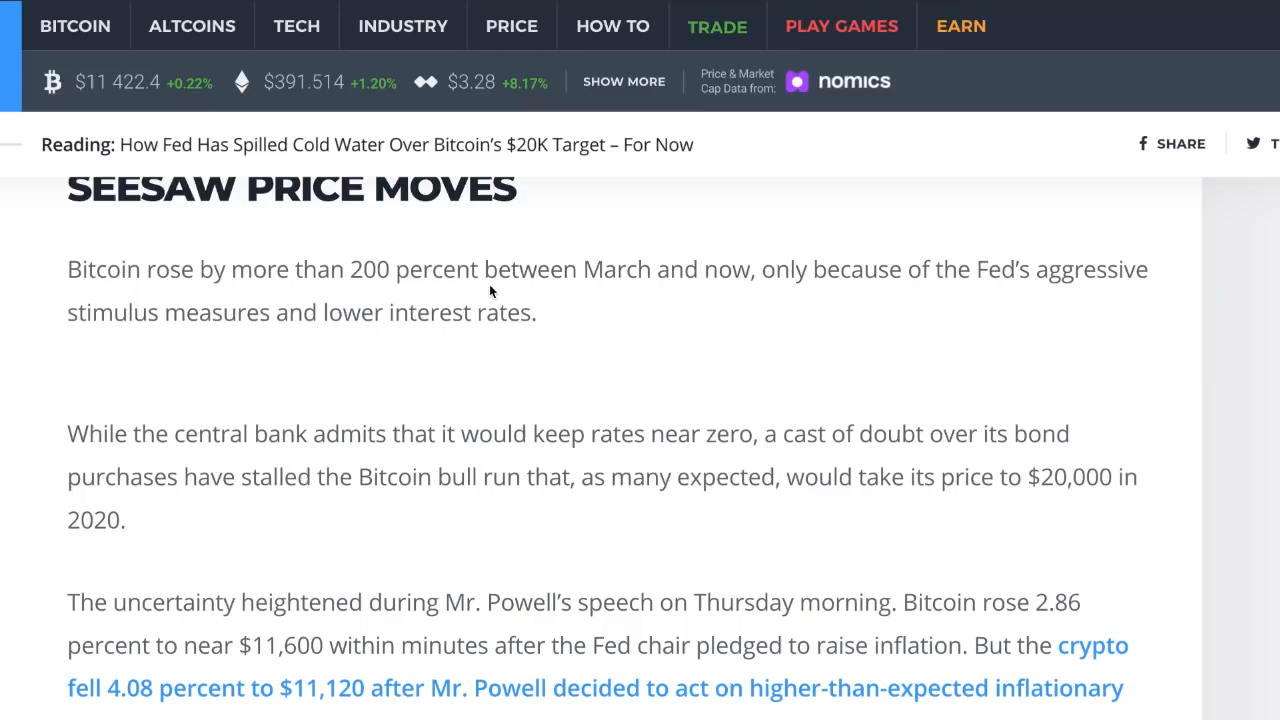 BITCOIN ALTCOINS TECH INDUSTRY PRICE HOW TO TRADE PLAY GAMES EARN
$11 422.4 +0.22% $391.514 +1.20% $3.28 +8.17% SHOW MORE Price & Market Cap Data from: nomics
Reading: How Fed Has Spilled Cold Water Over Bitcoin's $20K Target – For Now SHARE T
SEESAW PRICE MOVES
Bitcoin rose by more than 200 percent between March and now, only because of the Fed's aggressive
stimulus measures and lower interest rates.
While the central bank admits that it would keep rates near zero, a cast of doubt over its bond
purchases have stalled the Bitcoin bull run that, as many expected, would take its price to $20,000 in
2020.
The uncertainty heightened during Mr. Powell's speech on Thursday morning. Bitcoin rose 2.86
percent to near $11,600 within minutes after the Fed chair pledged to raise inflation. But the crypto
fell 4.08 percent to $11,120 after Mr. Powell decided to act on higher-than-expected inflationary